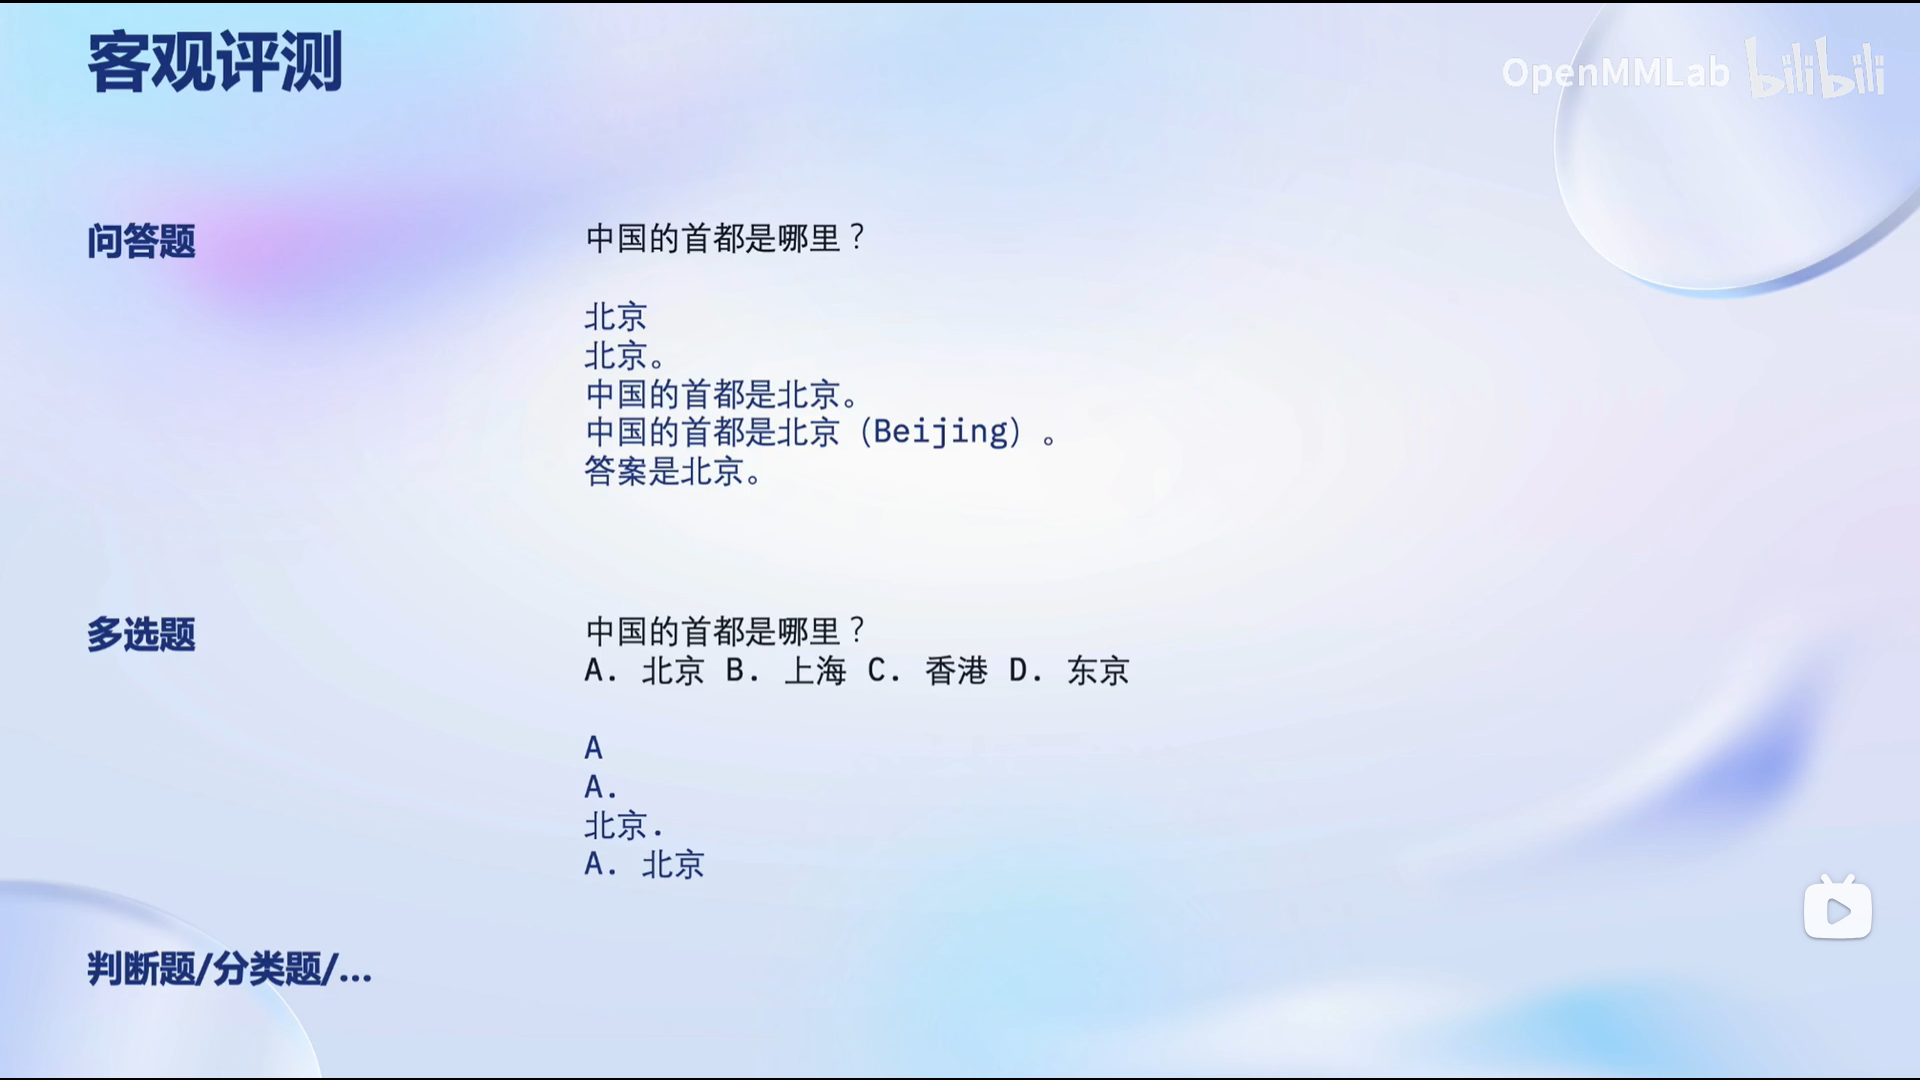 客观评测
OpenMMLab bilibili
问答题
中国的首都是哪里？
北京
北京。
中国的首都是北京。
中国的首都是北京（Beijing）。
答案是北京。
多选题
中国的首都是哪里？
A. 北京 B. 上海 C. 香港 D. 东京
A
A.
北京.
A. 北京
判断题/分类题/...